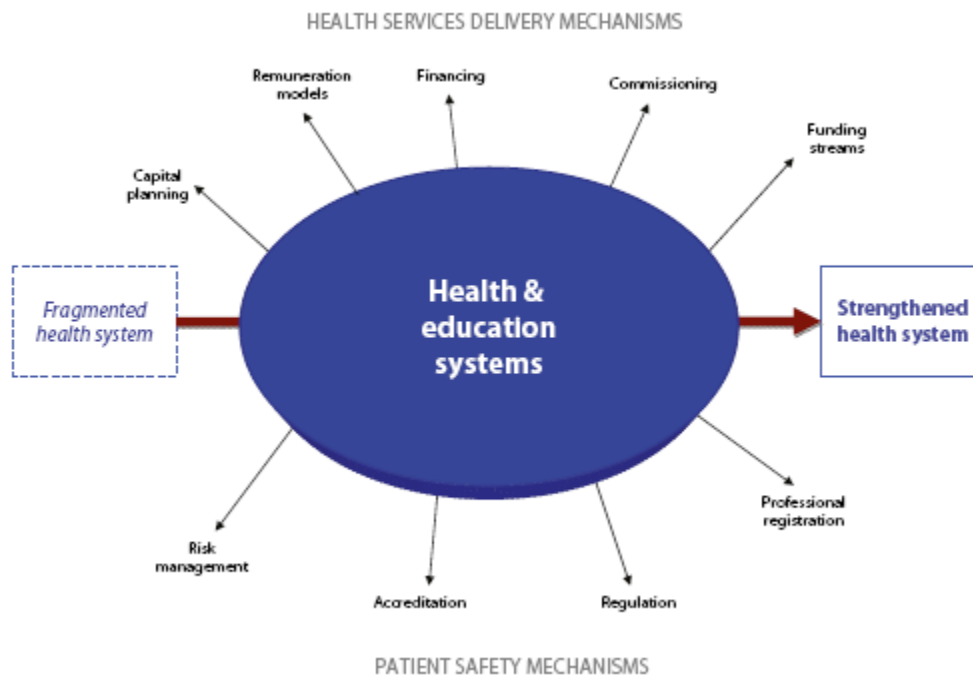 HEALTH SERVICES DELIVERY MECHANISMS
Remuneration
models
Financing
Commissioning
Funding
streams
Capital
planning
Fragmented
health system
Health &
education
systems
Strengthened
health system
Professional
registration
Risk
management
Accreditation
Regulation
PATIENT SAFETY MECHANISMS